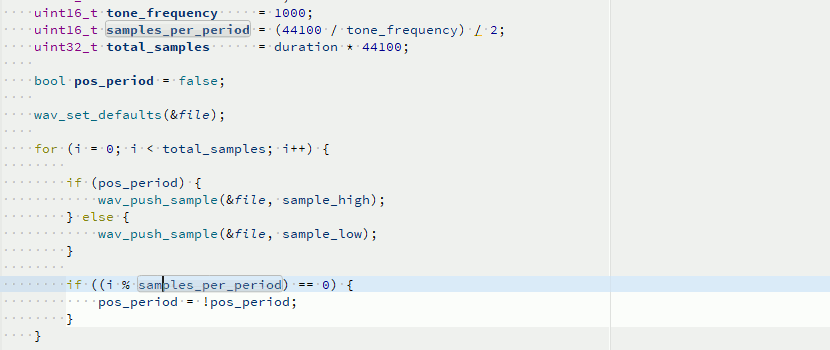 uint16_t tone_frequency = 1000;
uint16_t samples_per_period = (44100 / tone_frequency) / 2;
uint32_t total_samples = duration * 44100;
bool pos_period = false;
wav_set_defaults(&file);
for (i = 0; i < total_samples; i++) {
if (pos_period) {
wav_push_sample(&file, sample_high);
} else {
wav_push_sample(&file, sample_low);
}
if ((i % samples_per_period) == 0) {
pos_period = !pos_period;
}
}